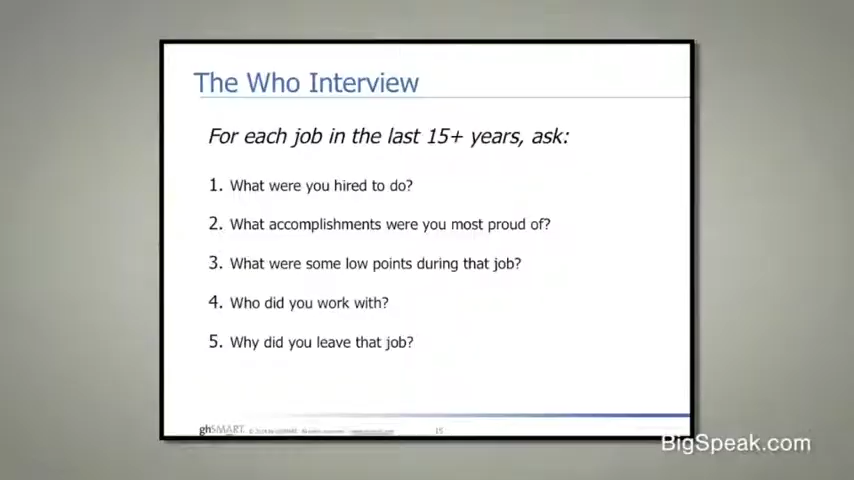 The Who Interview
For each job in the last 15+ years, ask:
1. What were you hired to do?
2. What accomplishments were you most proud of?
3. What were some low points during that job?
4. Who did you work with?
5. Why did you leave that job?
ghSMART
15
BigSpeak.com